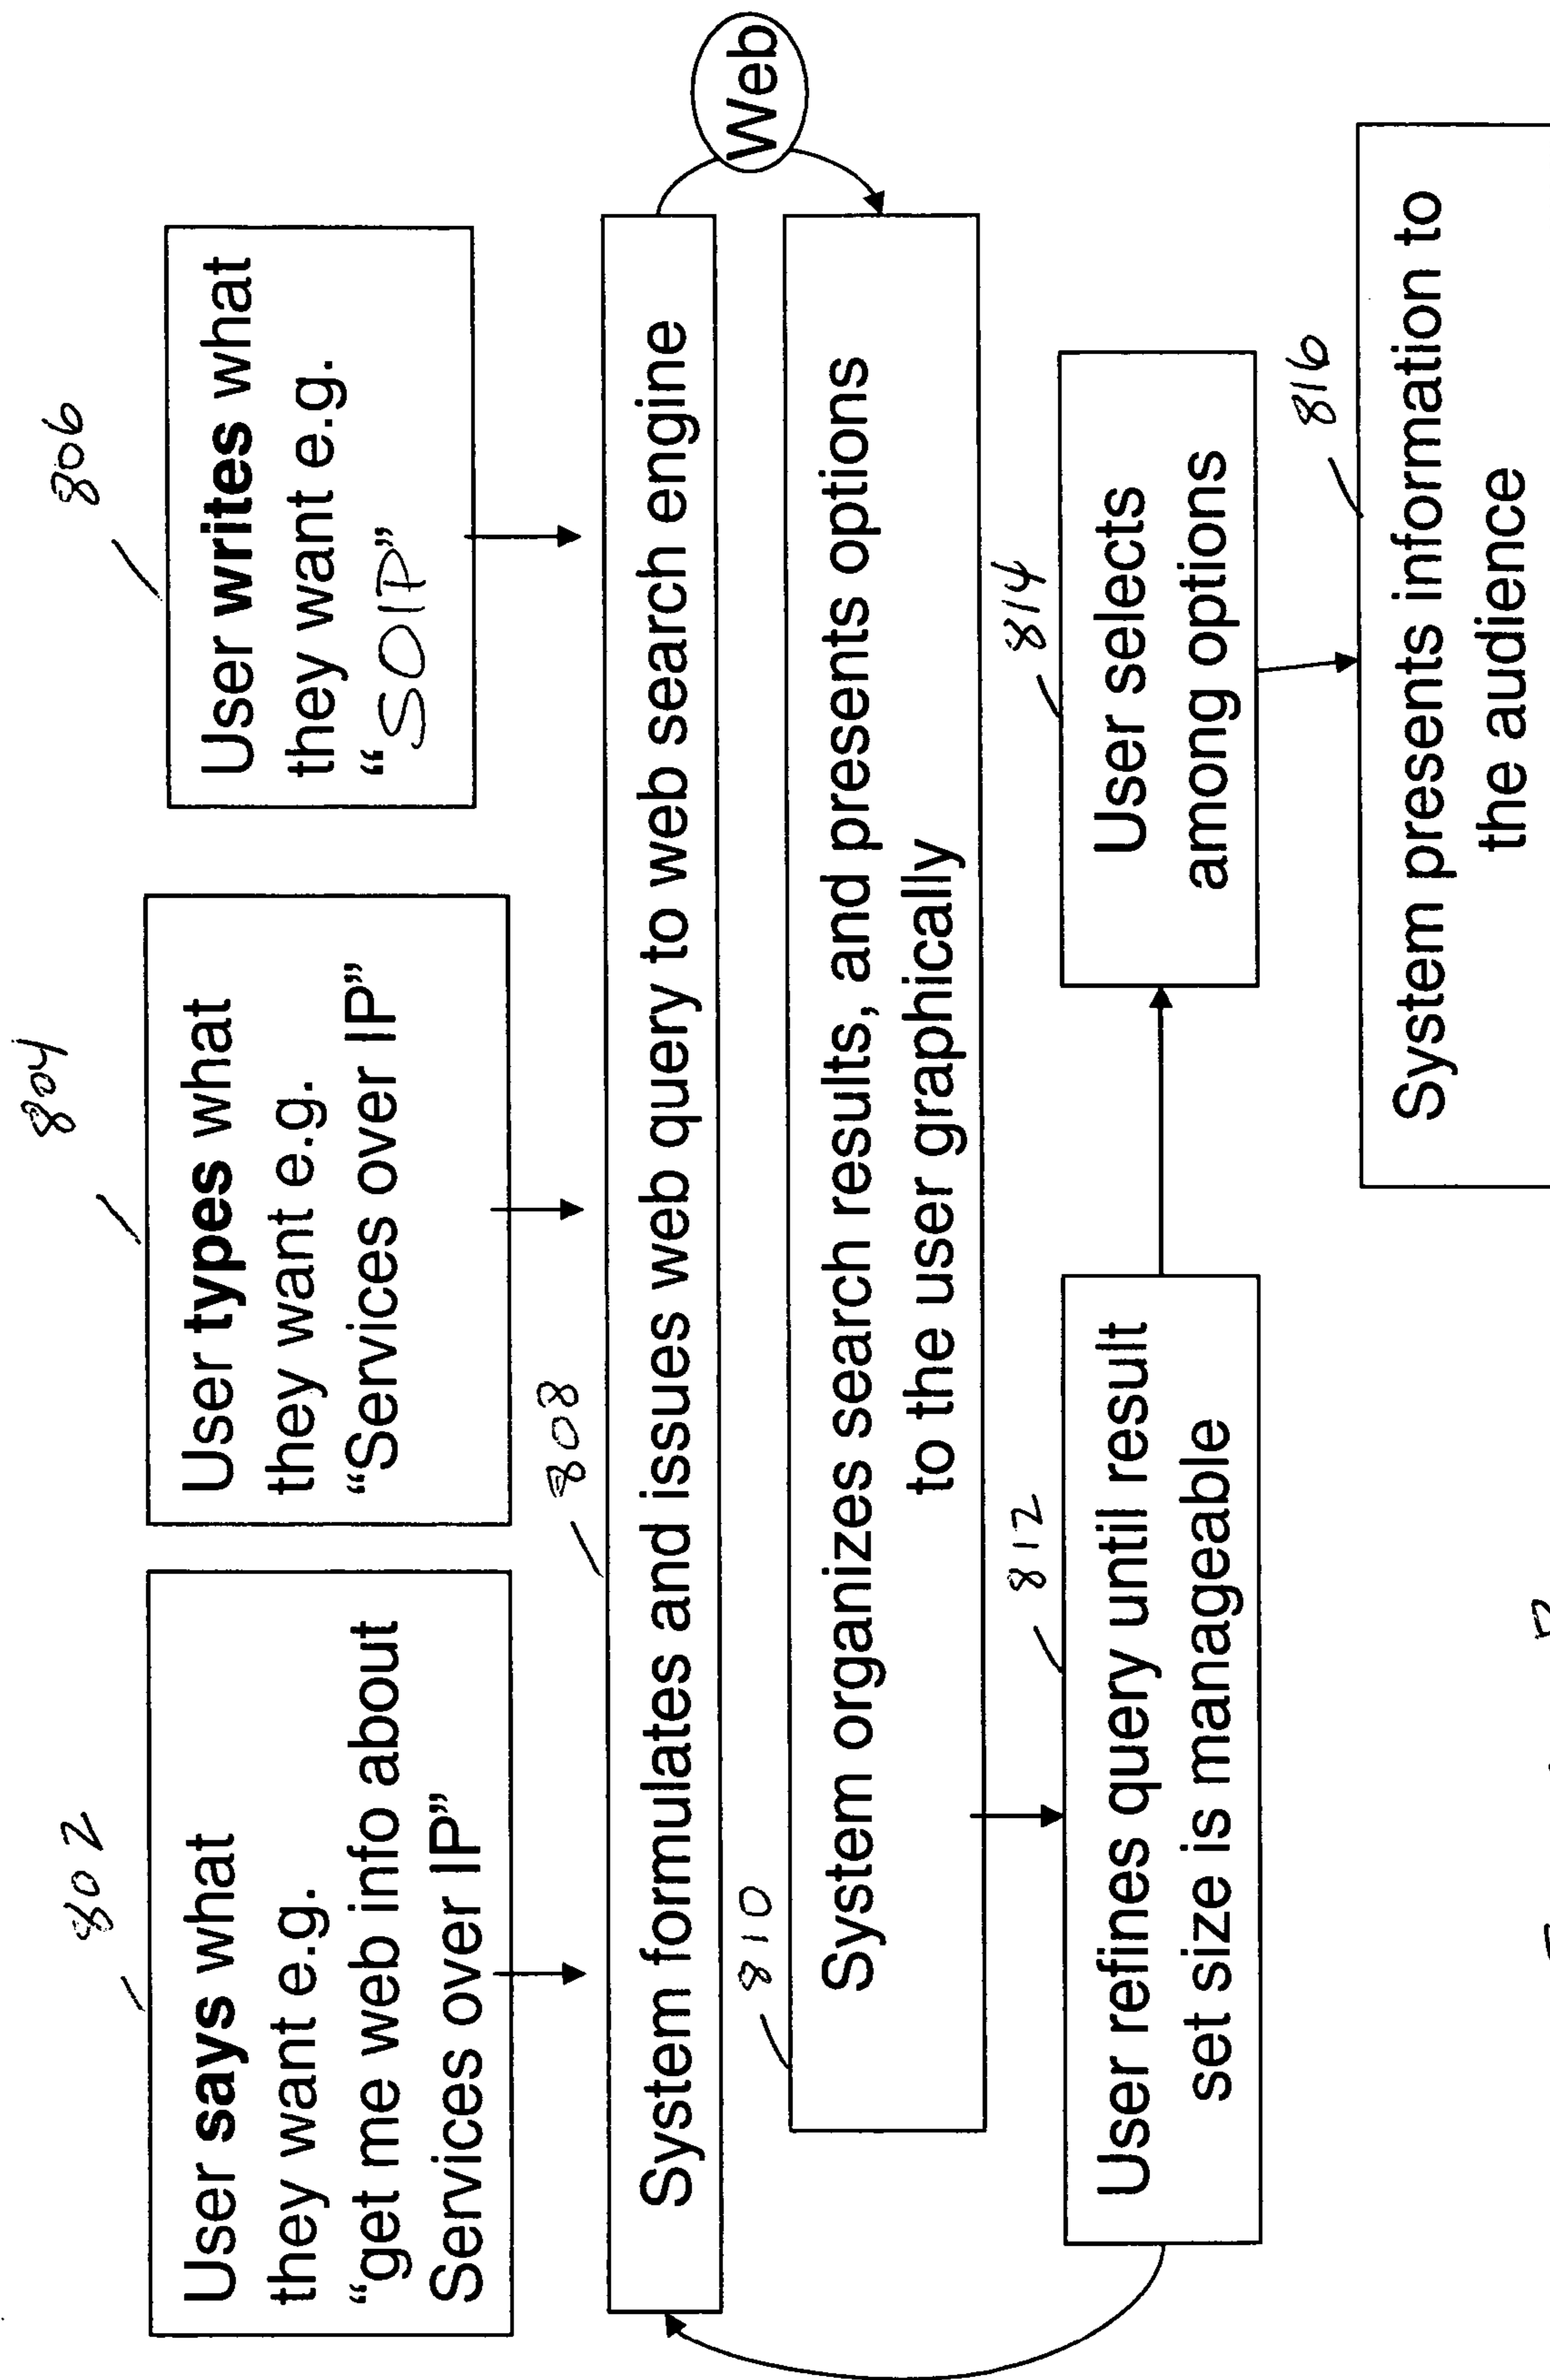 802
User says what
they want e.g.
“get me web info about
Services over IP”
804
User types what
they want e.g.
“Services over IP”
806
User writes what
they want e.g.
“SOIP”
808
System formulates and issues web query to web search engine
Web
810
System organizes search results, and presents options
to the user graphically
812
User refines query until result
set size is manageable
814
User selects
among options
816
System presents information to
the audience